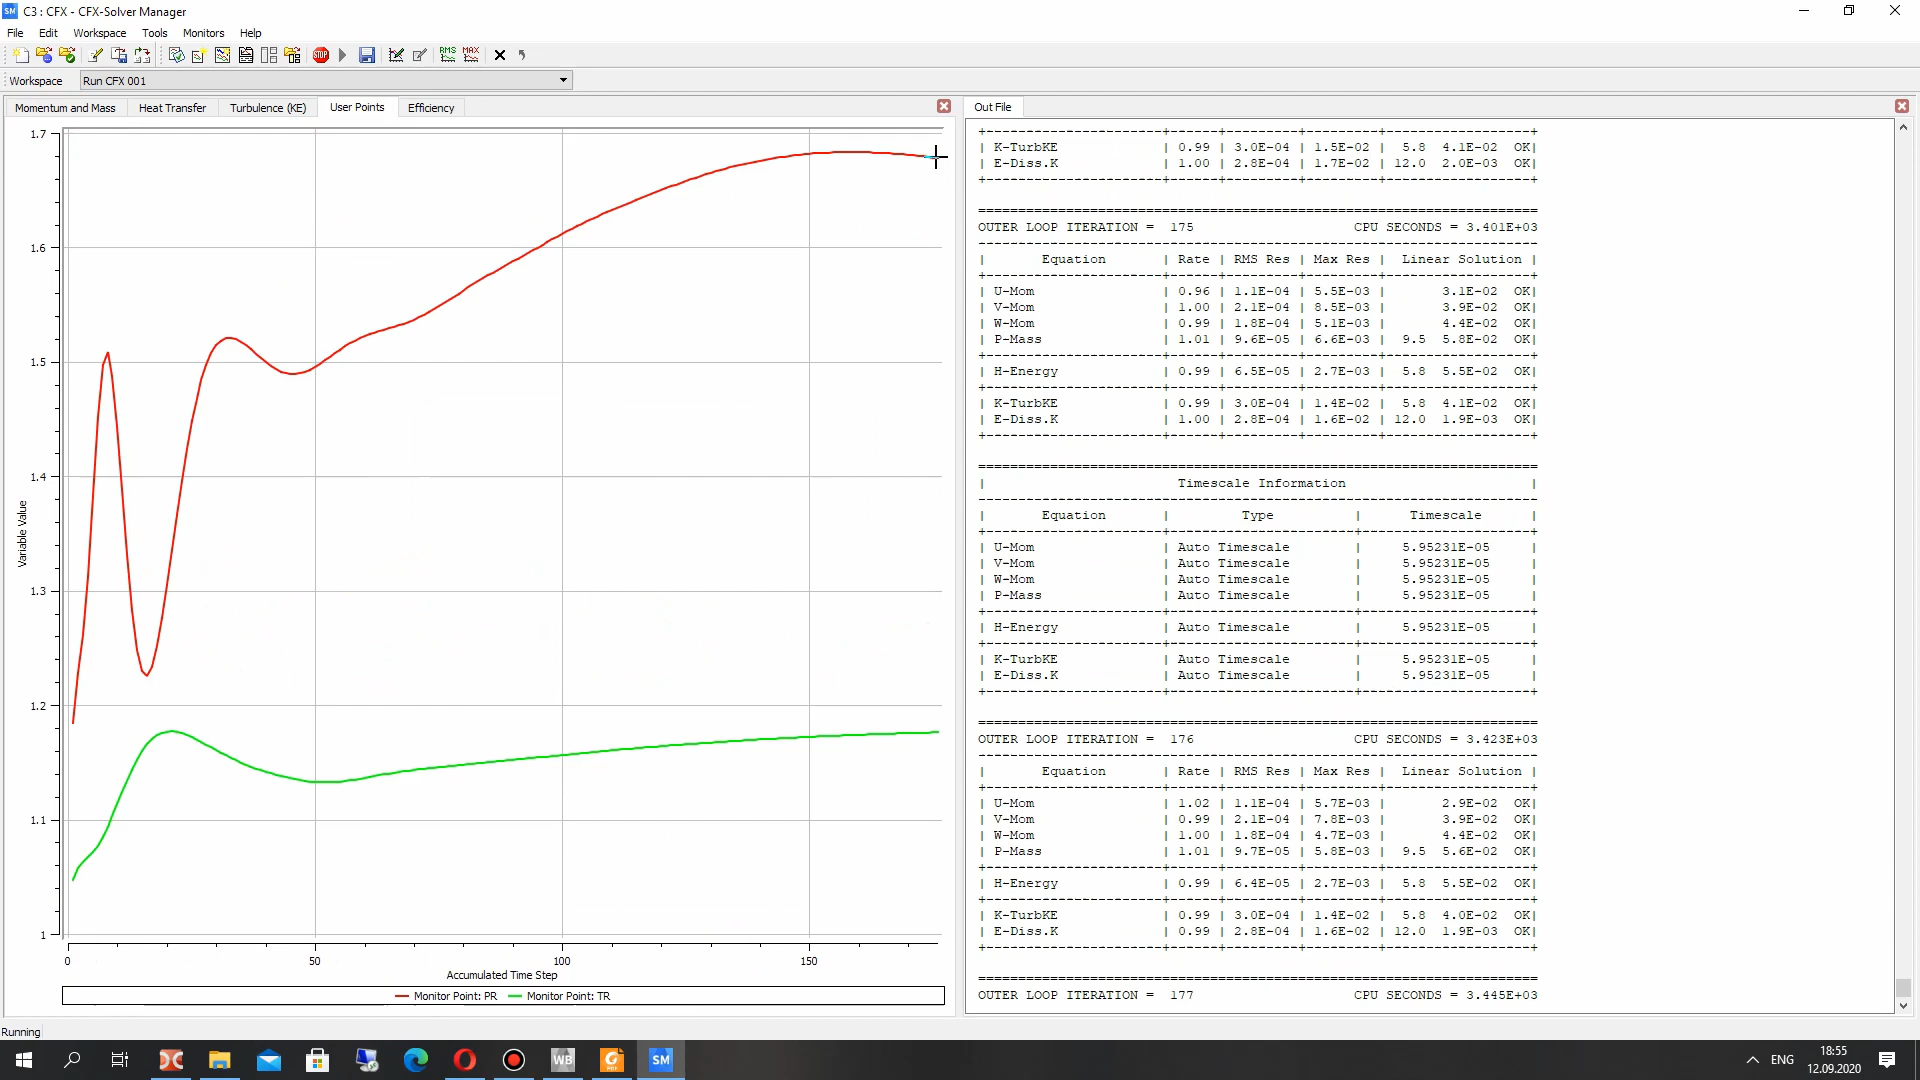 C3 : CFX - CFX-Solver Manager
File Edit Workspace Tools Monitors Help
STOP RMS MAX
Workspace Run CFX 001
Momentum and Mass Heat Transfer Turbulence (KE) User Points Efficiency
1.7
1.6
1.5
1.4
1.3
1.2
1.1
1
Variable Value
0 50 100 150
Accumulated Time Step
Monitor Point: PR Monitor Point: TR
Out File
+----------------------+------+---------+---------+------------------+
| K-TurbKE | 0.99 | 3.0E-04 | 1.5E-02 | 5.8 4.1E-02 OK|
| E-Diss.K | 1.00 | 2.8E-04 | 1.7E-02 | 12.0 2.0E-03 OK|
+----------------------+------+---------+---------+------------------+
======================================================================
OUTER LOOP ITERATION = 175 CPU SECONDS = 3.401E+03
----------------------------------------------------------------------
| Equation | Rate | RMS Res | Max Res | Linear Solution |
+----------------------+------+---------+---------+------------------+
| U-Mom | 0.96 | 1.1E-04 | 5.5E-03 | 3.1E-02 OK|
| V-Mom | 1.00 | 2.1E-04 | 8.5E-03 | 3.9E-02 OK|
| W-Mom | 0.99 | 1.8E-04 | 5.1E-03 | 4.4E-02 OK|
| P-Mass | 1.01 | 9.6E-05 | 6.6E-03 | 9.5 5.8E-02 OK|
+----------------------+------+---------+---------+------------------+
| H-Energy | 0.99 | 6.5E-05 | 2.7E-03 | 5.8 5.5E-02 OK|
+----------------------+------+---------+---------+------------------+
| K-TurbKE | 0.99 | 3.0E-04 | 1.4E-02 | 5.8 4.1E-02 OK|
| E-Diss.K | 1.00 | 2.8E-04 | 1.6E-02 | 12.0 1.9E-03 OK|
+----------------------+------+---------+---------+------------------+
======================================================================
| Timescale Information |
----------------------------------------------------------------------
| Equation | Type | Timescale |
+----------------------+-----------------------+---------------------+
| U-Mom | Auto Timescale | 5.95231E-05 |
| V-Mom | Auto Timescale | 5.95231E-05 |
| W-Mom | Auto Timescale | 5.95231E-05 |
| P-Mass | Auto Timescale | 5.95231E-05 |
+----------------------+-----------------------+---------------------+
| H-Energy | Auto Timescale | 5.95231E-05 |
+----------------------+-----------------------+---------------------+
| K-TurbKE | Auto Timescale | 5.95231E-05 |
| E-Diss.K | Auto Timescale | 5.95231E-05 |
+----------------------+-----------------------+---------------------+
======================================================================
OUTER LOOP ITERATION = 176 CPU SECONDS = 3.423E+03
----------------------------------------------------------------------
| Equation | Rate | RMS Res | Max Res | Linear Solution |
+----------------------+------+---------+---------+------------------+
| U-Mom | 1.02 | 1.1E-04 | 5.7E-03 | 2.9E-02 OK|
| V-Mom | 0.99 | 2.1E-04 | 7.8E-03 | 3.9E-02 OK|
| W-Mom | 1.00 | 1.8E-04 | 4.7E-03 | 4.4E-02 OK|
| P-Mass | 1.01 | 9.7E-05 | 5.8E-03 | 9.5 5.6E-02 OK|
+----------------------+------+---------+---------+------------------+
| H-Energy | 0.99 | 6.4E-05 | 2.7E-03 | 5.8 5.5E-02 OK|
+----------------------+------+---------+---------+------------------+
| K-TurbKE | 0.99 | 3.0E-04 | 1.4E-02 | 5.8 4.0E-02 OK|
| E-Diss.K | 0.99 | 2.8E-04 | 1.6E-02 | 12.0 1.9E-03 OK|
+----------------------+------+---------+---------+------------------+
======================================================================
OUTER LOOP ITERATION = 177 CPU SECONDS = 3.445E+03
Running
WB
PDF
SM
ENG
18:55
12.09.2020